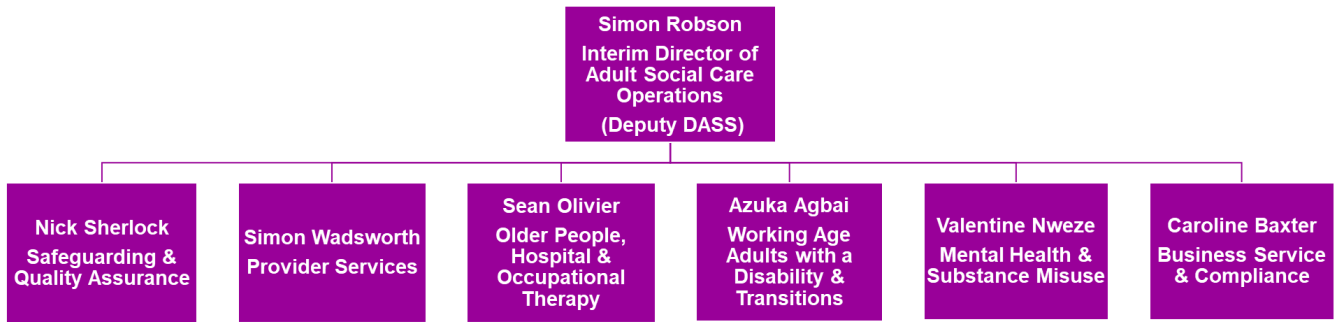 Simon Robson
Interim Director of
Adult Social Care
Operations
(Deputy DASS)
Nick Sherlock
Safeguarding &
Quality Assurance
Simon Wadsworth
Provider Services
Sean Olivier
Older People,
Hospital &
Occupational
Therapy
Azuka Agbai
Working Age
Adults with a
Disability &
Transitions
Valentine Nweze
Mental Health &
Substance Misuse
Caroline Baxter
Business Service
& Compliance